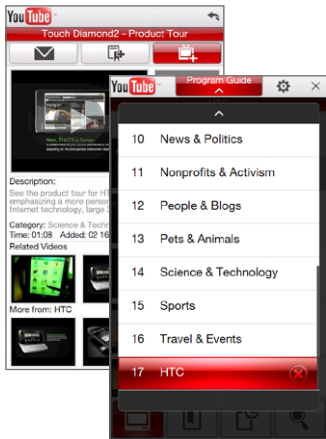 YouTube
Touch Diamond2 - Product Tour
Description:
See the product tour for HT
emphasizing a more person
Internet technology, large
Category: Science & Techn
Time: 01:08 Added: 02 16
Related Videos
More from: HTC
YouTube
Program Guide
10 News & Politics
11 Nonprofits & Activism
12 People & Blogs
13 Pets & Animals
14 Science & Technology
15 Sports
16 Travel & Events
17 HTC